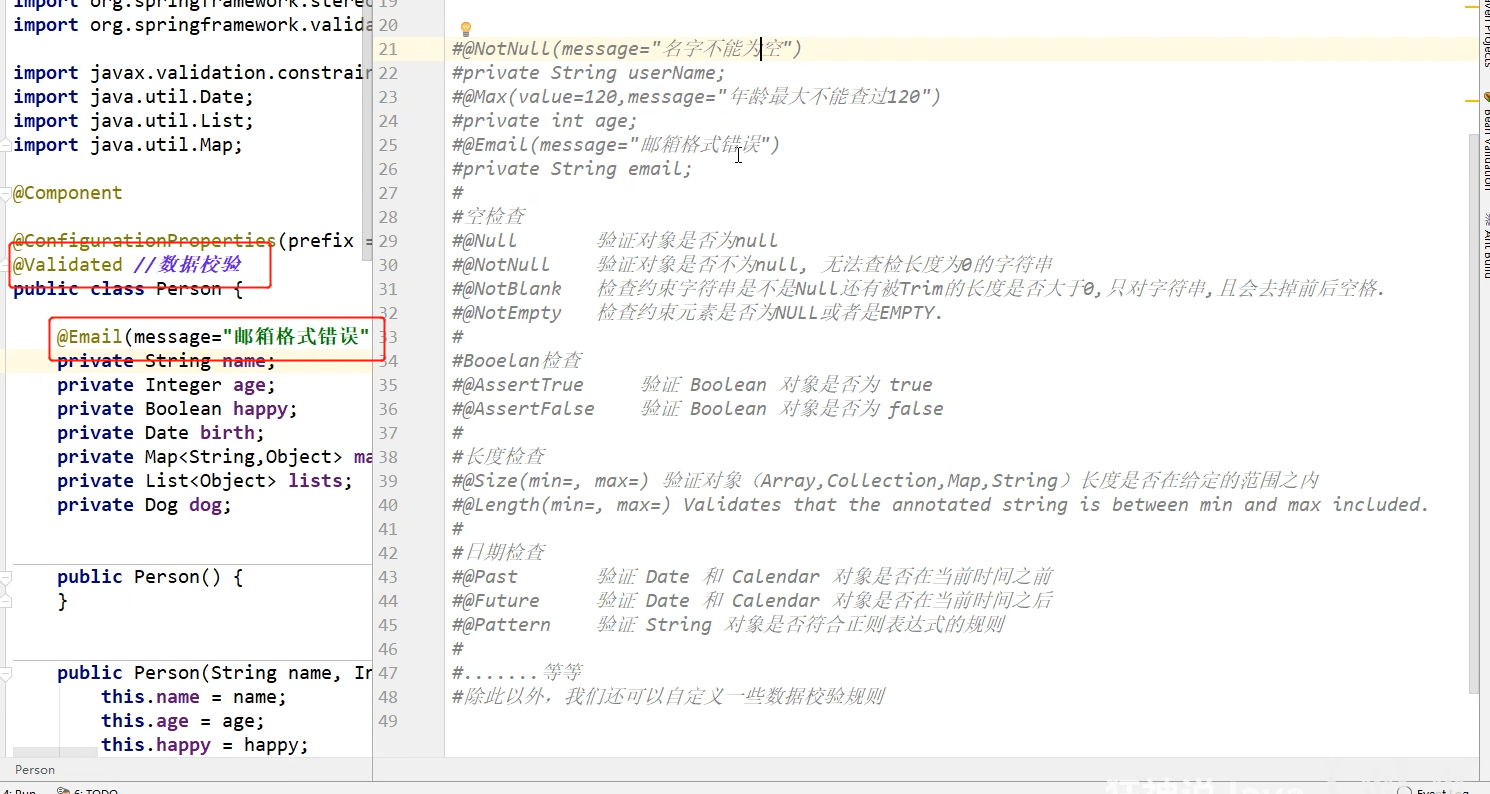 import org.springframework.stereo
import org.springframework.valida
import javax.validation.constrain
import java.util.Date;
import java.util.List;
import java.util.Map;
@Component
@ConfigurationProperties(prefix =
@Validated //数据校验
public class Person {
@Email(message="邮箱格式错误"
private String name;
private Integer age;
private Boolean happy;
private Date birth;
private Map<String,Object> ma
private List<Object> lists;
private Dog dog;
public Person() {
}
public Person(String name, In
this.name = name;
this.age = age;
this.happy = happy;
Person
19
20
21 #@NotNull(message="名字不能为空")
22 #private String userName;
23 #@Max(value=120,message="年龄最大不能查过120")
24 #private int age;
25 #@Email(message="邮箱格式错误")
26 #private String email;
27 #
28 #空检查
29 #@Null 验证对象是否为null
30 #@NotNull 验证对象是否不为null, 无法查检长度为0的字符串
31 #@NotBlank 检查约束字符串是不是Null还有被Trim的长度是否大于0,只对字符串,且会去掉前后空格.
32 #@NotEmpty 检查约束元素是否为NULL或者是EMPTY.
33 #
34 #Booelan检查
35 #@AssertTrue 验证 Boolean 对象是否为 true
36 #@AssertFalse 验证 Boolean 对象是否为 false
37 #
38 #长度检查
39 #@Size(min=, max=) 验证对象（Array,Collection,Map,String）长度是否在给定的范围之内
40 #@Length(min=, max=) Validates that the annotated string is between min and max included.
41 #
42 #日期检查
43 #@Past 验证 Date 和 Calendar 对象是否在当前时间之前
44 #@Future 验证 Date 和 Calendar 对象是否在当前时间之后
45 #@Pattern 验证 String 对象是否符合正则表达式的规则
46 #
47 #.......等等
48 #除此以外，我们还可以自定义一些数据校验规则
49
Bean Validation
Ant Build
6: TODO
Event Log